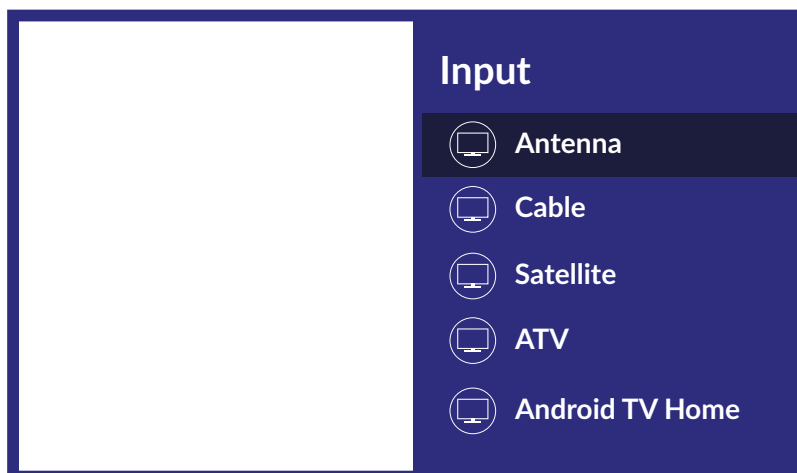 Input
Antenna
Cable
Satellite
ATV
Android TV Home